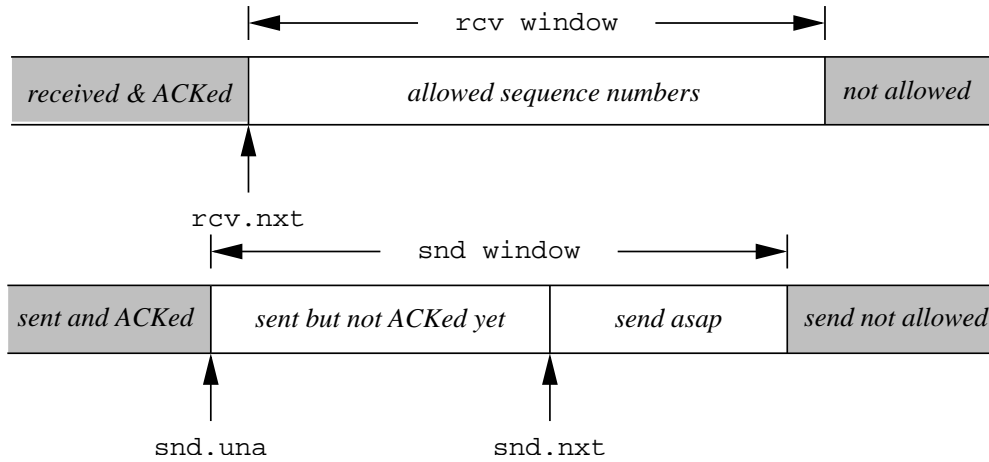 rcv window
received & ACKed allowed sequence numbers not allowed
rcv.nxt
snd window
sent and ACKed sent but not ACKed yet send asap send not allowed
snd.una snd.nxt